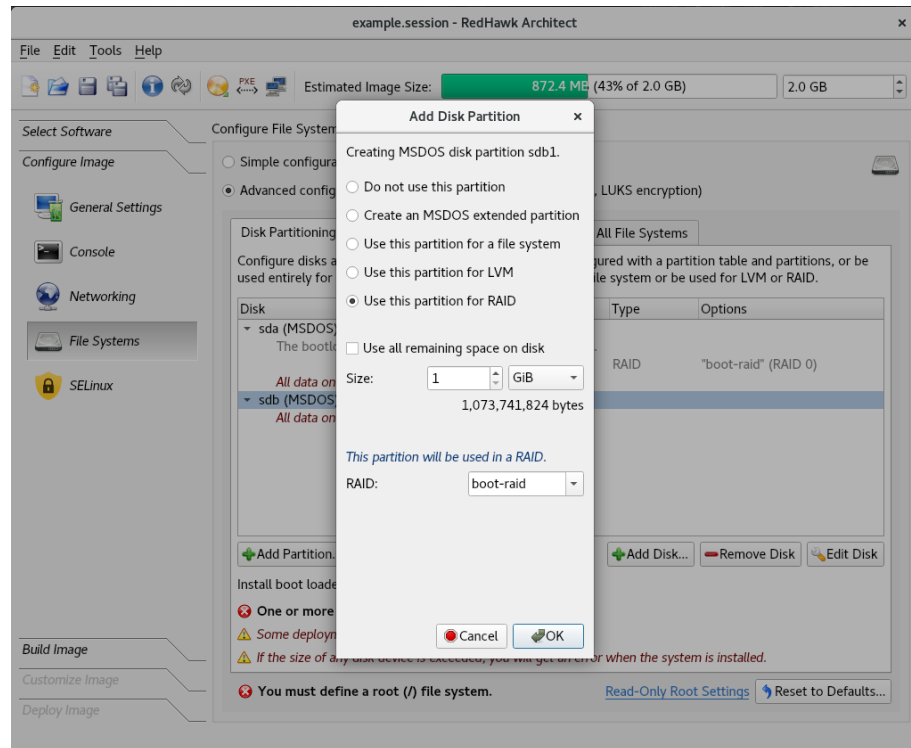 example.session - RedHawk Architect
File Edit Tools Help
PXE
Estimated Image Size:
872.4 MB (43% of 2.0 GB)
2.0 GB
Select Software
Configure Image
General Settings
Console
Networking
File Systems
SELinux
Build Image
Customize Image
Deploy Image
Configure File System
Simple configura
Advanced config
, LUKS encryption)
Disk Partitioning
All File Systems
Configure disks a
gured with a partition table and partitions, or be
used entirely for
ile system or be used for LVM or RAID.
Disk
Type
Options
sda (MSDOS)
The bootlo
RAID
"boot-raid" (RAID 0)
All data on
sdb (MSDOS
All data on
Add Partition.
Add Disk...
Remove Disk
Edit Disk
Install boot loade
One or more
Some deploym
If the size of any disk device is exceeded, you will get an error when the system is installed.
You must define a root (/) file system.
Read-Only Root Settings
Reset to Defaults...
Add Disk Partition
Creating MSDOS disk partition sdb1.
Do not use this partition
Create an MSDOS extended partition
Use this partition for a file system
Use this partition for LVM
Use this partition for RAID
Use all remaining space on disk
Size:
1
GiB
1,073,741,824 bytes
This partition will be used in a RAID.
RAID:
boot-raid
Cancel
OK